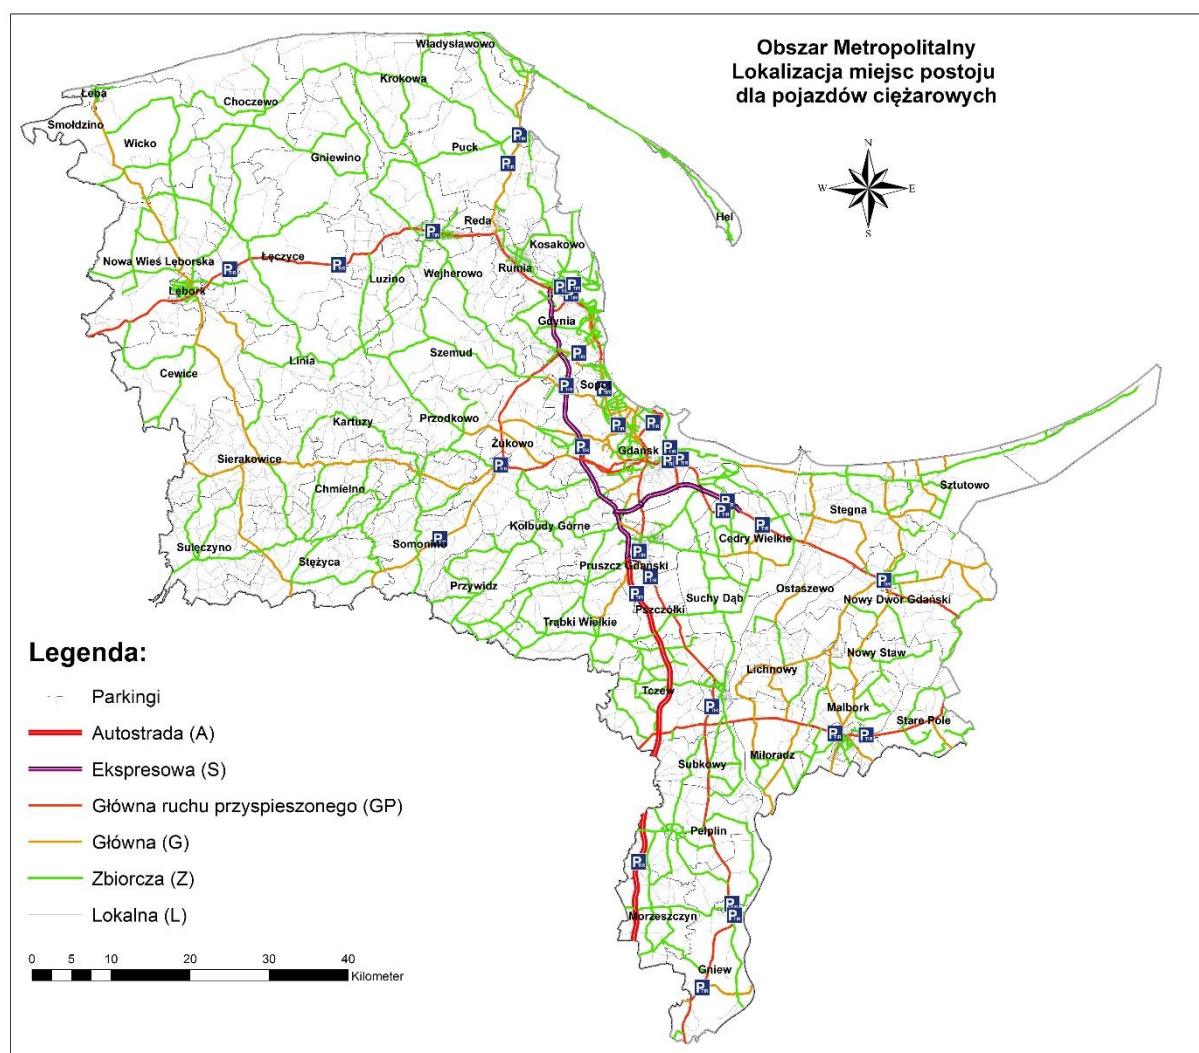 Obszar Metropolitalny
Lokalizacja miejsc postoju
dla pojazdów ciężarowych
N
W
E
S
Władysławowo
Krokowa
Łeba
Choczewo
Smołdzino
Wicko
Gniewino
Puck
Hel
Reda
Kosakowo
Nowa Wieś Lęborska
Łęczyce
Rumia
Wejherowo
Luzino
Lębork
Gdynia
Szemud
Linia
Cewice
Sopot
Przodkowo
Kartuzy
Żukowo
Gdańsk
Sierakowice
Chmielno
Sztutowo
Stegna
Kolbudy Górne
Cedry Wielkie
Somonino
Sulęczyno
Stężyca
Pruszcz Gdański
Przywidz
Ostaszewo
Suchy Dąb
Nowy Dwór Gdański
Pszczółki
Trąbki Wielkie
Nowy Staw
Lichnowy
Tczew
Malbork
Stare Pole
Miłoradz
Subkowy
Pelplin
Morzeszczyn
Gniew
Legenda:
Parkingi
Autostrada (A)
Ekspresowa (S)
Główna ruchu przyspieszonego (GP)
Główna (G)
Zbiorcza (Z)
Lokalna (L)
0 5 10 20 30 40
Kilometer